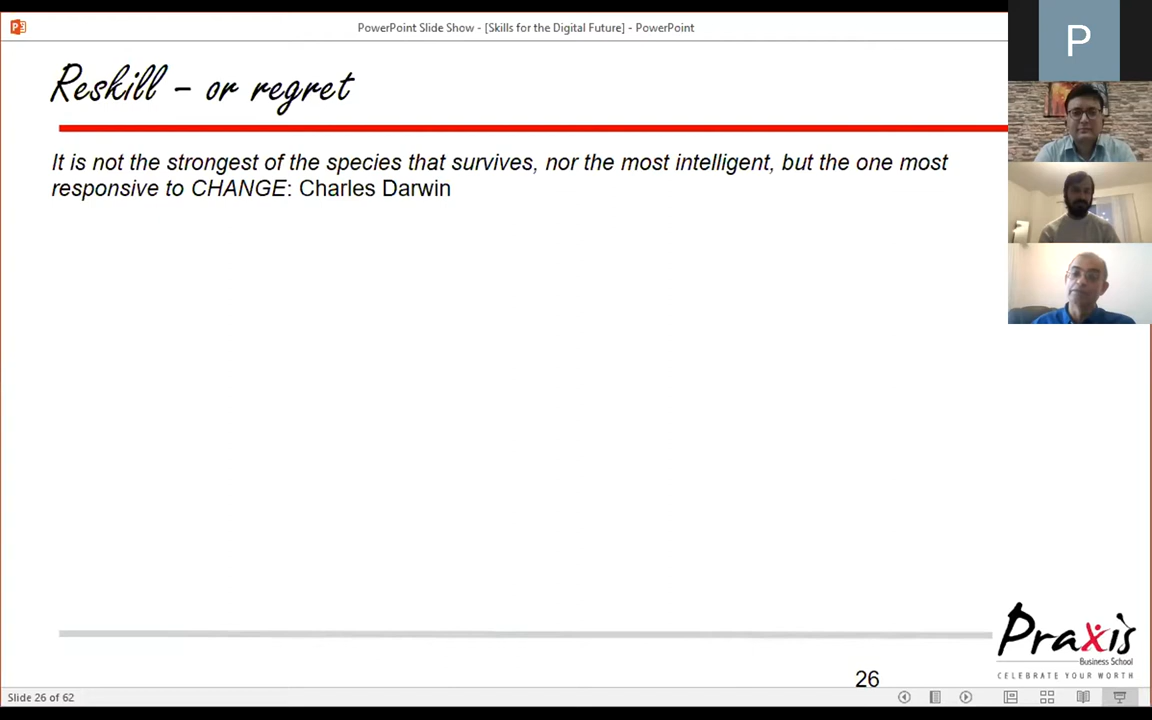 PowerPoint Slide Show - [Skills for the Digital Future] - PowerPoint
P
Reskill – or regret
It is not the strongest of the species that survives, nor the most intelligent, but the one most
responsive to CHANGE: Charles Darwin
Praxis
Business School
CELEBRATE YOUR WORTH
26
Slide 26 of 62